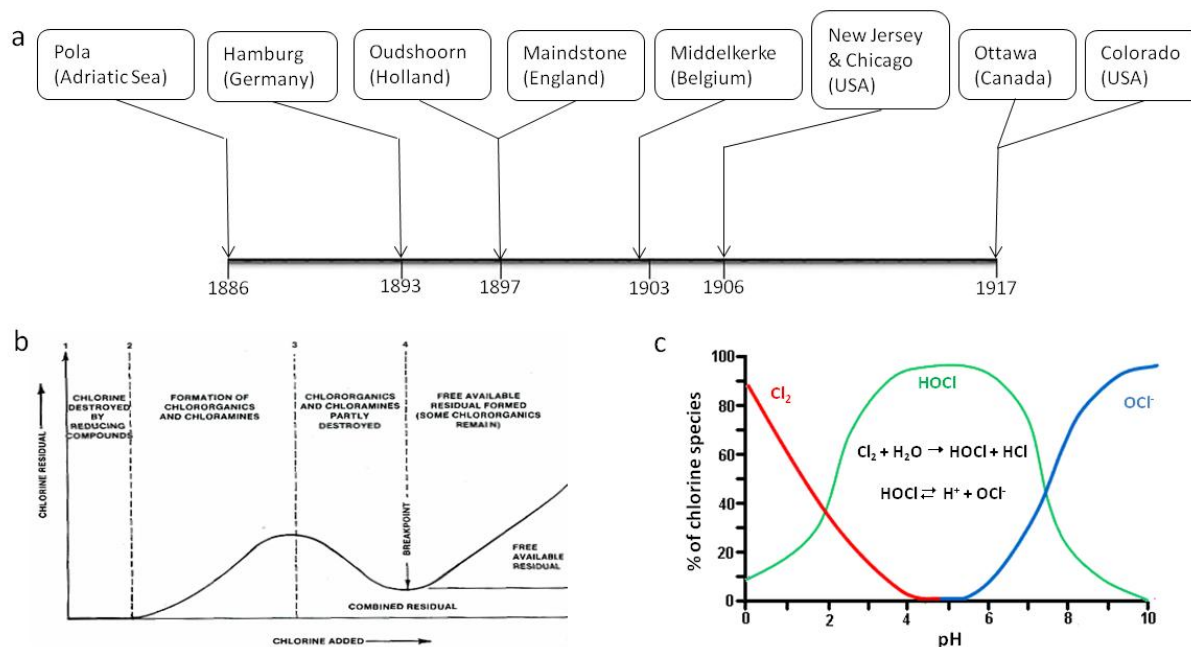 a
Pola
(Adriatic Sea)
Hamburg
(Germany)
Oudshoorn
(Holland)
Maindstone
(England)
Middelkerke
(Belgium)
New Jersey
& Chicago
(USA)
Ottawa
(Canada)
Colorado
(USA)
1886
1893
1897
1903
1906
1917
b
1
2
3
4
CHLORINE
DESTROYED
BY
REDUCING
COMPOUNDS
FORMATION OF
CHLORORGANICS
AND CHLORAMINES
CHLORORGANICS
AND CHLORAMINES
PARTLY
DESTROYED
FREE AVAILABLE
RESIDUAL FORMED
(SOME CHLORORGANICS
REMAIN)
CHLORINE RESIDUAL
BREAKPOINT
FREE
AVAILABLE
RESIDUAL
COMBINED RESIDUAL
CHLORINE ADDED
c
% of chlorine species
100
80
60
40
20
0
Cl₂
HOCl
OCl⁻
Cl₂ + H₂O → HOCl + HCl
HOCl ⇄ H⁺ + OCl⁻
0
2
4
6
8
10
pH